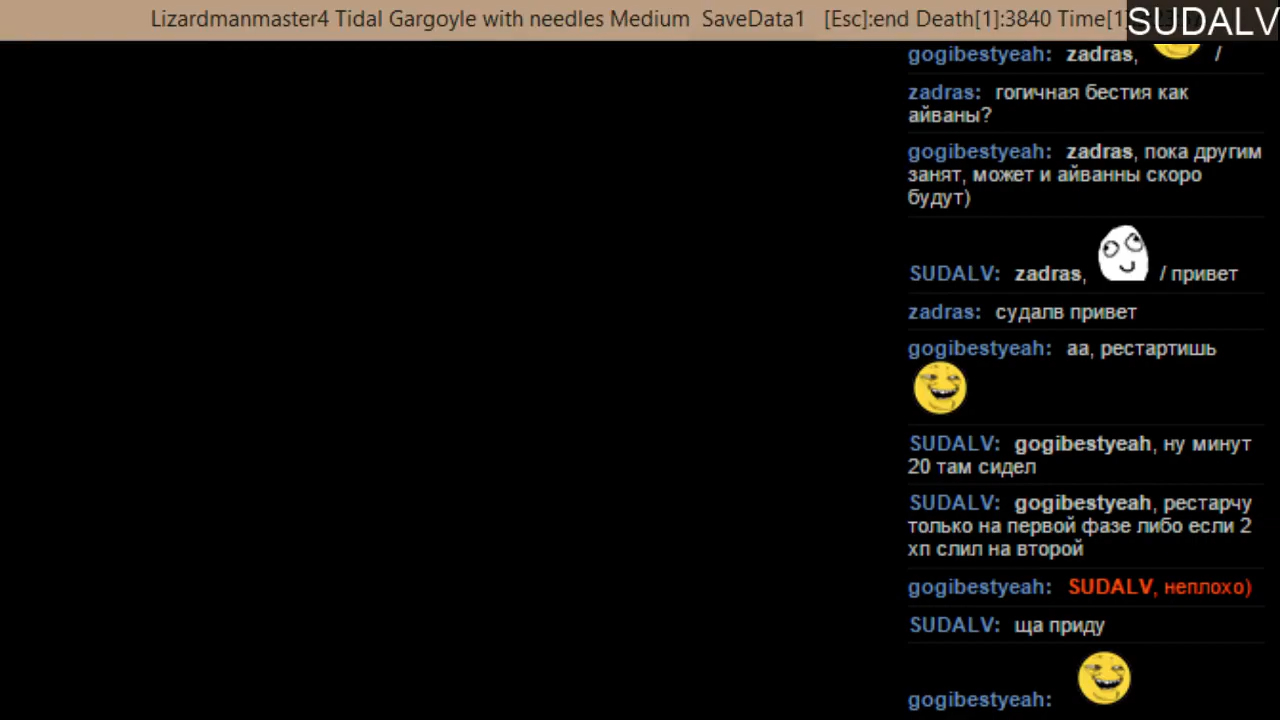 Lizardmanmaster4 Tidal Gargoyle with needles Medium SaveData1 [Esc]:end Death[1]:3840 Time[1]
SUDALV
gogibestyeah: zadras, /
zadras: гогичная бестия как
айваны?
gogibestyeah: zadras, пока другим
занят, может и айванны скоро
будут)
SUDALV: zadras, / привет
zadras: судалв привет
gogibestyeah: аа, рестартишь
SUDALV: gogibestyeah, ну минут
20 там сидел
SUDALV: gogibestyeah, рестарчу
только на первой фазе либо если 2
хп слил на второй
gogibestyeah: SUDALV, неплохо)
SUDALV: ща приду
gogibestyeah: